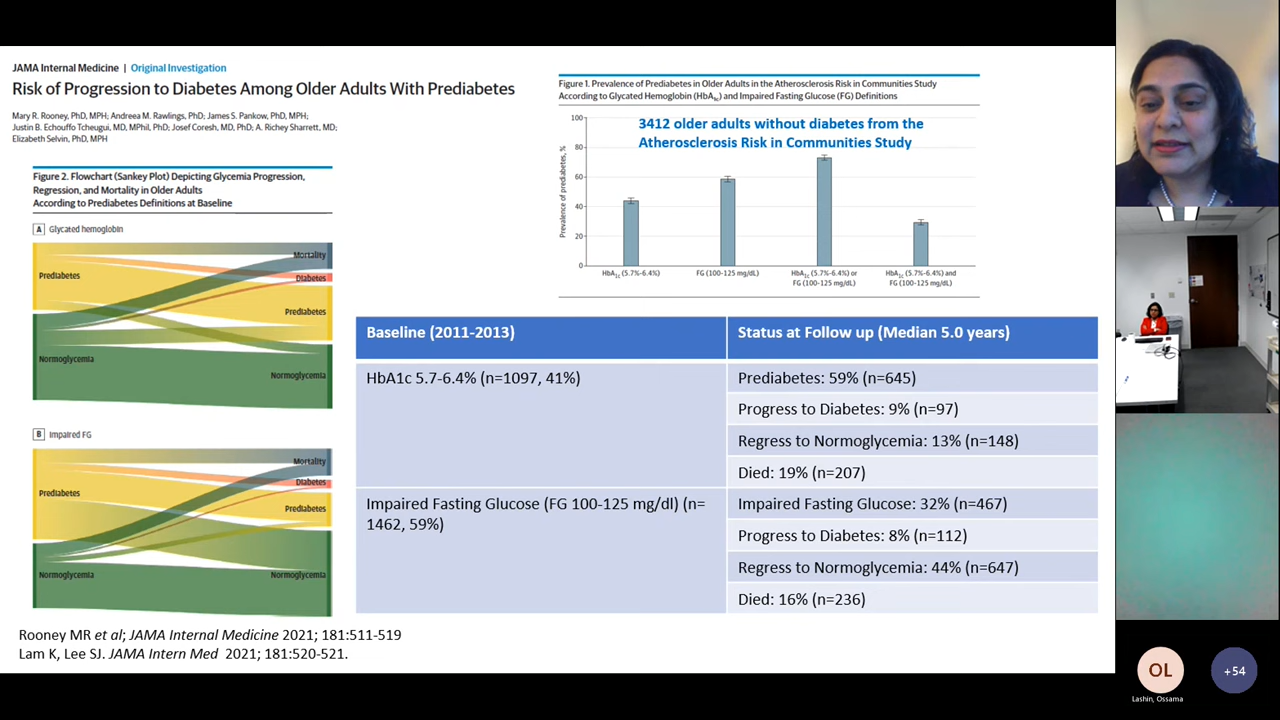 JAMA Internal Medicine | Original Investigation
Risk of Progression to Diabetes Among Older Adults With Prediabetes
Mary R. Rooney, PhD, MPH; Andreea M. Rawlings, PhD; James S. Pankow, PhD, MPH;
Justin B. Echouffo Tcheugui, MD, MPhil, PhD; Josef Coresh, MD, PhD; A. Richey Sharrett, MD, PhD;
Elizabeth Selvin, PhD, MPH
Figure 2. Flowchart (Sankey Plot) Depicting Glycemia Progression,
Regression, and Mortality in Older Adults
According to Prediabetes Definitions at Baseline
A Glycated hemoglobin
Mortality
Prediabetes
Diabetes
Prediabetes
Normoglycemia
Normoglycemia
B Impaired FG
Mortality
Diabetes
Prediabetes
Prediabetes
Normoglycemia
Normoglycemia
Figure 1. Prevalence of Prediabetes in Older Adults in the Atherosclerosis Risk in Communities Study
According to Glycated Hemoglobin (HbA1c) and Impaired Fasting Glucose (FG) Definitions
3412 older adults without diabetes from the
Atherosclerosis Risk in Communities Study
Prevalence of prediabetes, %
100
80
60
40
20
0
HbA1c (5.7%-6.4%)
FG (100-125 mg/dL)
HbA1c (5.7%-6.4%) or
FG (100-125 mg/dL)
HbA1c (5.7%-6.4%) and
FG (100-125 mg/dL)
Baseline (2011-2013)
Status at Follow up (Median 5.0 years)
HbA1c 5.7-6.4% (n=1097, 41%)
Prediabetes: 59% (n=645)
Progress to Diabetes: 9% (n=97)
Regress to Normoglycemia: 13% (n=148)
Died: 19% (n=207)
Impaired Fasting Glucose (FG 100-125 mg/dl) (n=
1462, 59%)
Impaired Fasting Glucose: 32% (n=467)
Progress to Diabetes: 8% (n=112)
Regress to Normoglycemia: 44% (n=647)
Died: 16% (n=236)
Rooney MR et al; JAMA Internal Medicine 2021; 181:511-519
Lam K, Lee SJ. JAMA Intern Med 2021; 181:520-521.
OL
Lashin, Ossama
+54